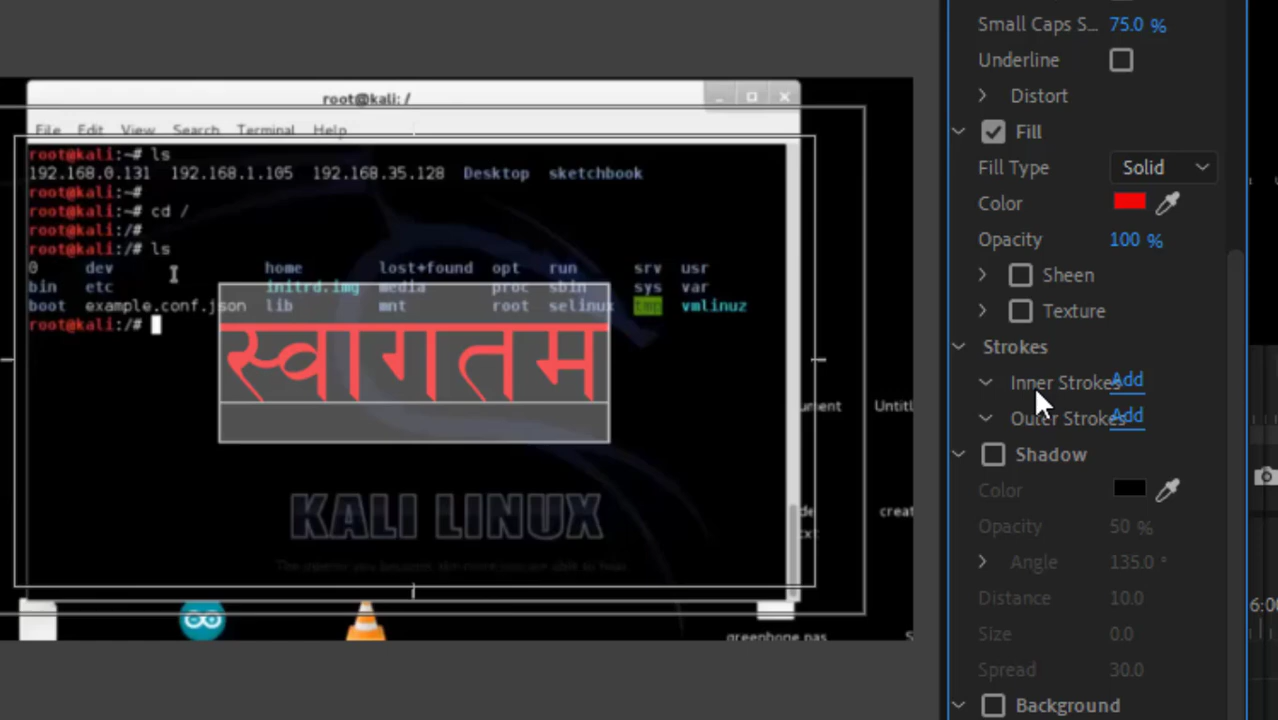 root@kali: /
File Edit View Search Terminal Help
root@kali:~# ls
192.168.0.131 192.168.1.105 192.168.35.128 Desktop sketchbook
root@kali:~#
root@kali:~# cd /
root@kali:/#
root@kali:/# ls
0 dev home lost+found opt run srv usr
bin etc initrd.img media proc sbin sys var
boot example.conf.json lib mnt root selinux tmp vmlinuz
root@kali:/#
स्वागतम
KALI LINUX
ument Untitl
creat
greenbone pas
Small Caps S... 75.0 %
Underline
Distort
Fill
Fill Type Solid
Color
Opacity 100 %
Sheen
Texture
Strokes
Inner Strokes Add
Outer Strokes Add
Shadow
Color
Opacity 50 %
Angle 135.0 °
Distance 10.0
Size 0.0
Spread 30.0
Background
6:00